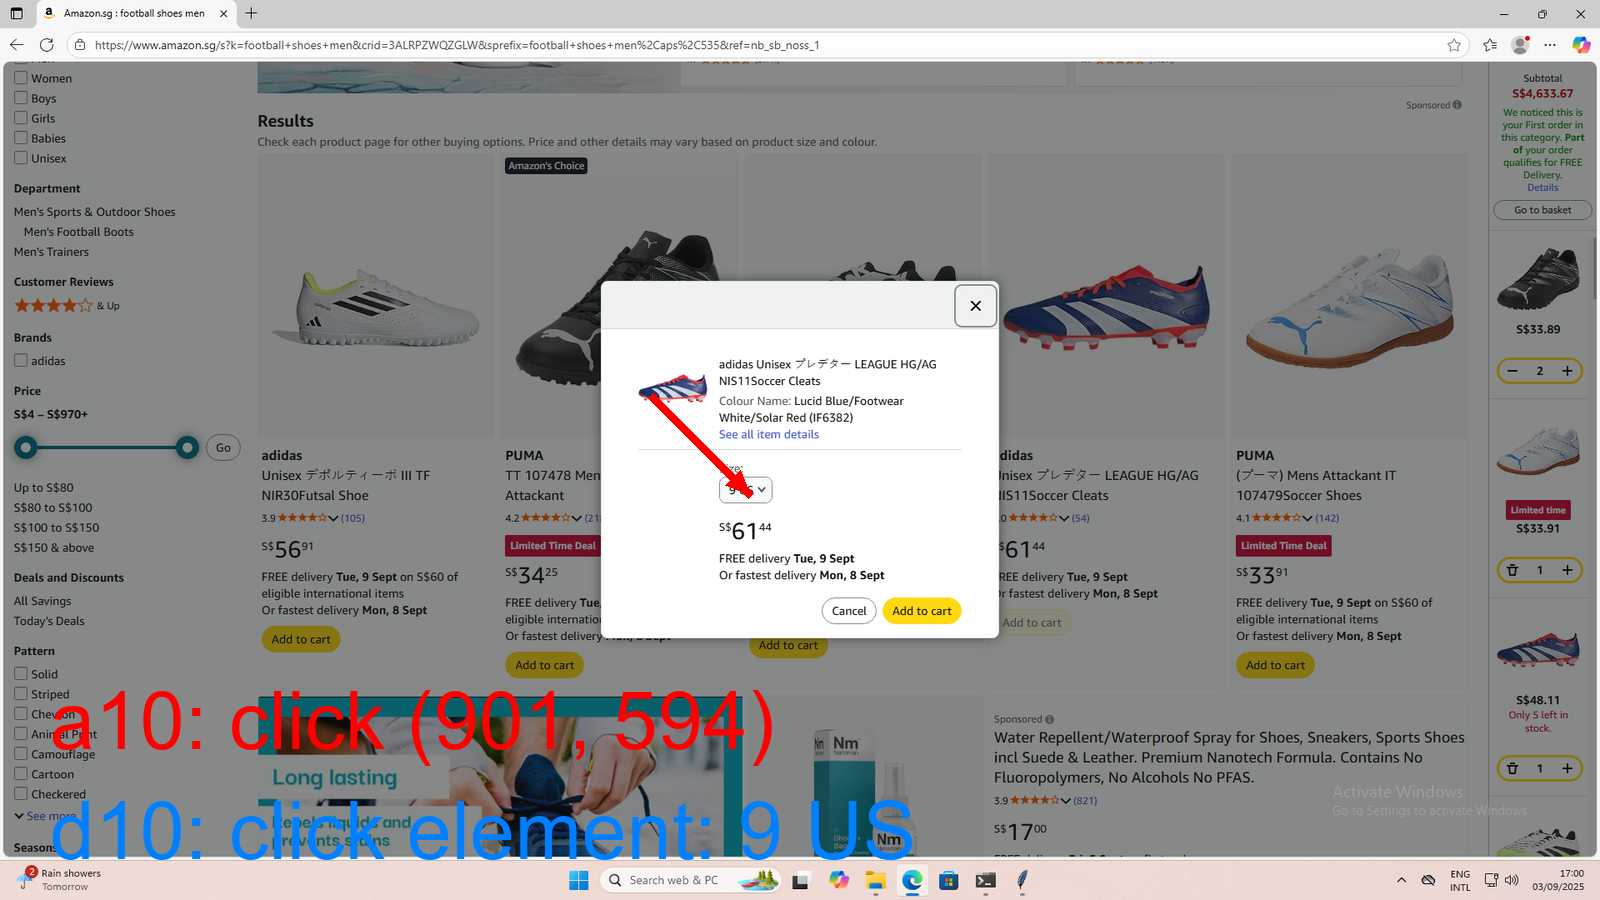 Amazon.sg : football shoes men
https://www.amazon.sg/s?k=football+shoes+men&crid=3ALRPZWQZGLW&sprefix=football+shoes+men%2Caps%2C535&ref=nb_sb_noss_1
Women
Boys
Girls
Babies
Unisex
Department
Men's Sports & Outdoor Shoes
Men's Football Boots
Men's Trainers
Customer Reviews
& Up
Brands
adidas
Price
S$4 – S$970+
Go
Up to S$80
S$80 to S$100
S$100 to S$150
S$150 & above
Deals and Discounts
All Savings
Today's Deals
Pattern
Solid
Striped
Chevron
Animal Print
Camouflage
Cartoon
Checkered
See more
Seasons
Sponsored
Results
Check each product page for other buying options. Price and other details may vary based on product size and colour.
Amazon's Choice
adidas
Unisex デポルティーボ III TF
NIR30Futsal Shoe
3.9 (105)
S$56 91
FREE delivery Tue, 9 Sept on S$60 of
eligible international items
Or fastest delivery Mon, 8 Sept
Add to cart
PUMA
TT 107478 Men
Attackant
4.2
Limited Time Deal
S$34 25
FREE delivery Tue,
eligible international
Or fastest delivery Mon, 8 Sept
Add to cart
Add to cart
adidas Unisex プレデター LEAGUE HG/AG
NIS11Soccer Cleats
Colour Name: Lucid Blue/Footwear
White/Solar Red (IF6382)
See all item details
S$61 44
FREE delivery Tue, 9 Sept
Or fastest delivery Mon, 8 Sept
Cancel
Add to cart
didas
nisex プレデター LEAGUE HG/AG
IS11Soccer Cleats
.0 (54)
S$61 44
FREE delivery Tue, 9 Sept
Or fastest delivery Mon, 8 Sept
Add to cart
PUMA
(プーマ) Mens Attackant IT
107479Soccer Shoes
4.1 (142)
Limited Time Deal
S$33 91
FREE delivery Tue, 9 Sept on S$60 of
eligible international items
Or fastest delivery Mon, 8 Sept
Add to cart
Subtotal
S$4,633.67
We noticed this is
your First order in
this category. Part
of your order
qualifies for FREE
Delivery.
Details
Go to basket
S$33.89
2
Limited time
S$33.91
1
S$48.11
Only 5 left in
stock.
1
Long lasting
Repels liquids and
prevents stains
Nm
Nm
Nm
Sponsored
Water Repellent/Waterproof Spray for Shoes, Sneakers, Sports Shoes
incl Suede & Leather. Premium Nanotech Formula. Contains No
Fluoropolymers, No Alcohols No PFAS.
3.9 (821)
S$17 00
Activate Windows
Go to Settings to activate Windows.
a10: click (901, 594)
d10: click element: 9 US
2
Rain showers
Tomorrow
Search web & PC
ENG
INTL
17:00
03/09/2025